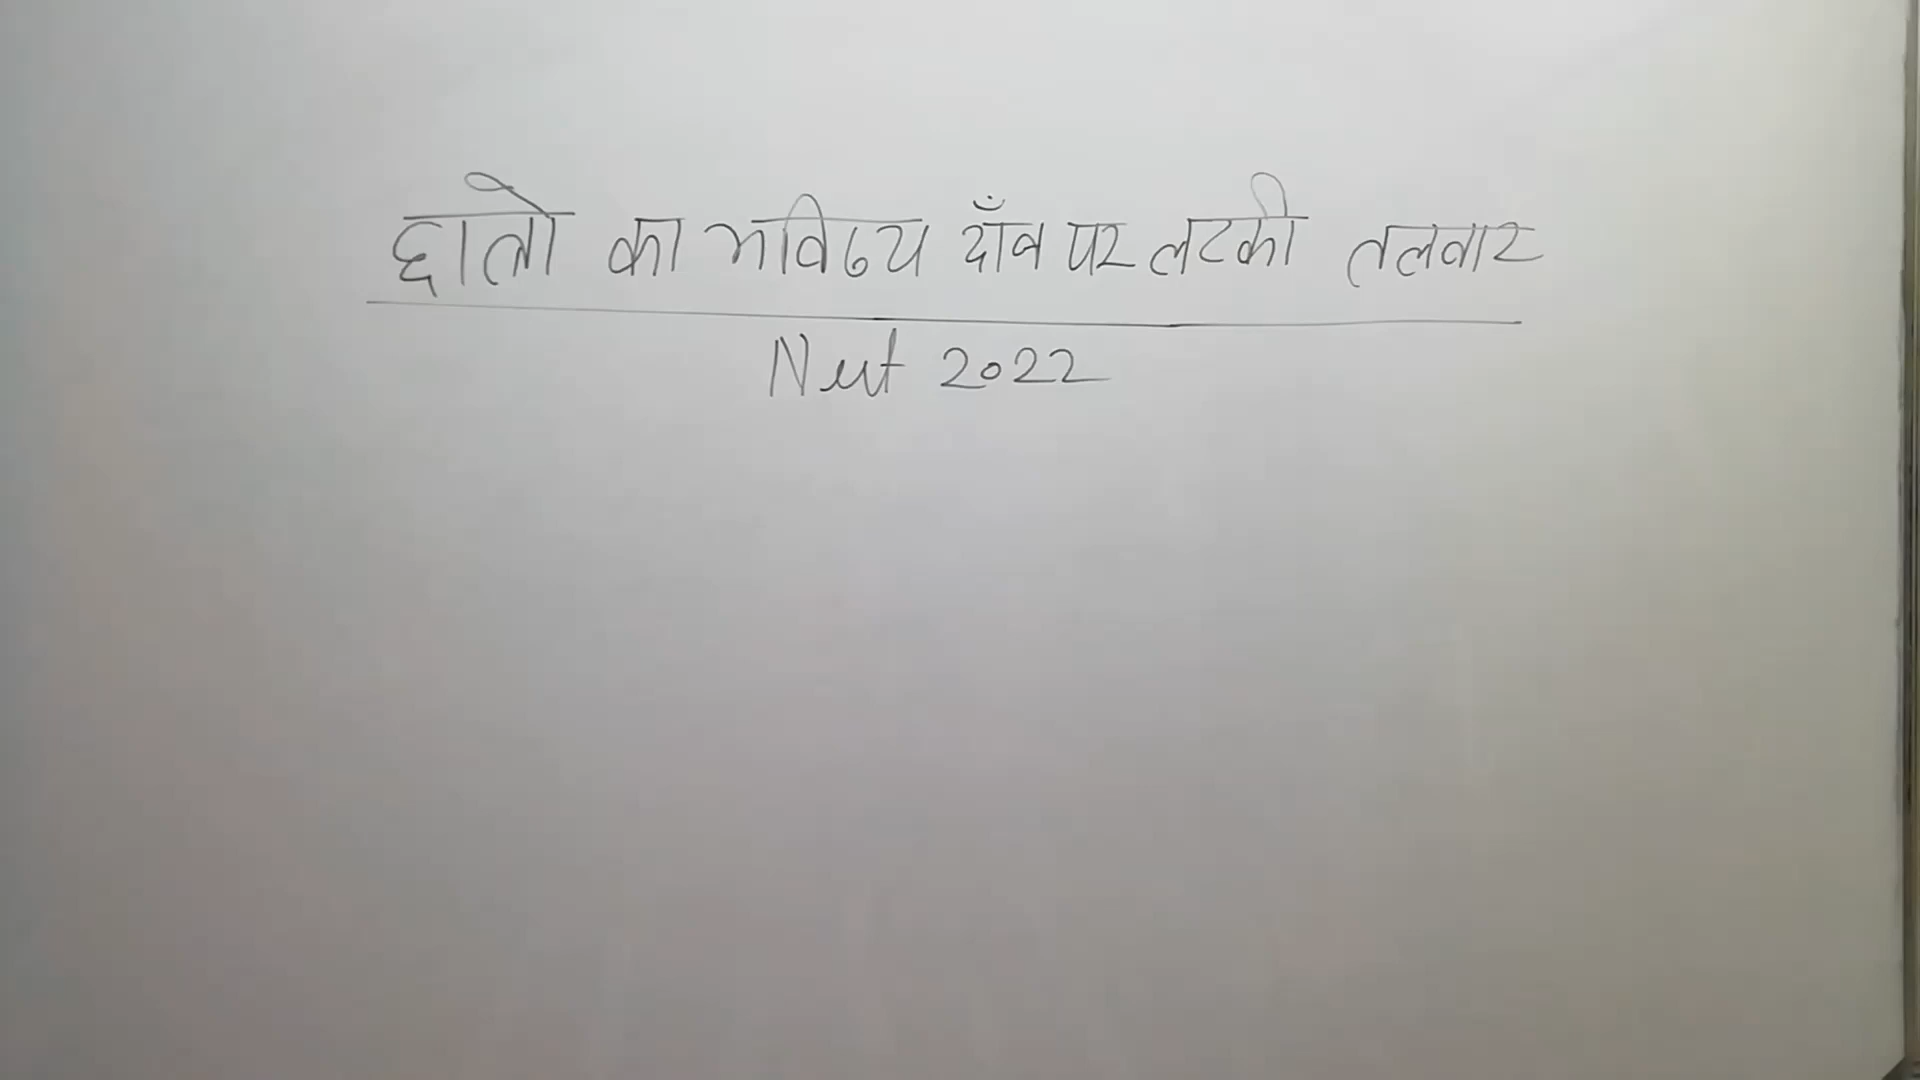 छात्रो का भविष्य दाँव पर लटकी तलवार
Neet 2022